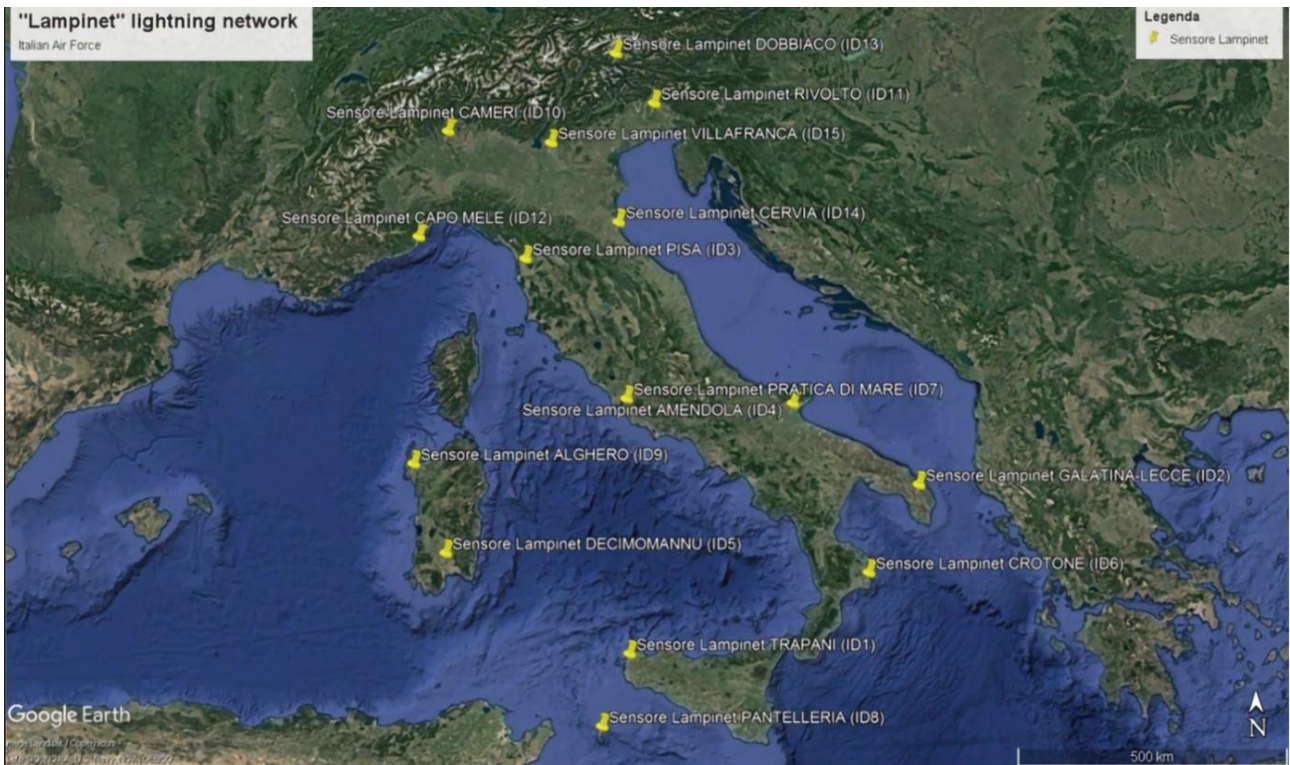 "Lampinet" lightning network
Italian Air Force
Legenda
Sensore Lampinet
Sensore Lampinet DOBBIACO (ID13)
Sensore Lampinet RIVOLTO (ID11)
Sensore Lampinet CAMERI (ID10)
Sensore Lampinet VILLAFRANCA (ID15)
Sensore Lampinet CAPO MELE (ID12)
Sensore Lampinet CERVIA (ID14)
Sensore Lampinet PISA (ID3)
Sensore Lampinet PRATICA DI MARE (ID7)
Sensore Lampinet AMENDOLA (ID4)
Sensore Lampinet ALGHERO (ID9)
Sensore Lampinet GALATINA-LECCE (ID2)
Sensore Lampinet DECIMOMANNU (ID5)
Sensore Lampinet CROTONE (ID6)
Sensore Lampinet TRAPANI (ID1)
Sensore Lampinet PANTELLERIA (ID8)
Google Earth
N
500 km